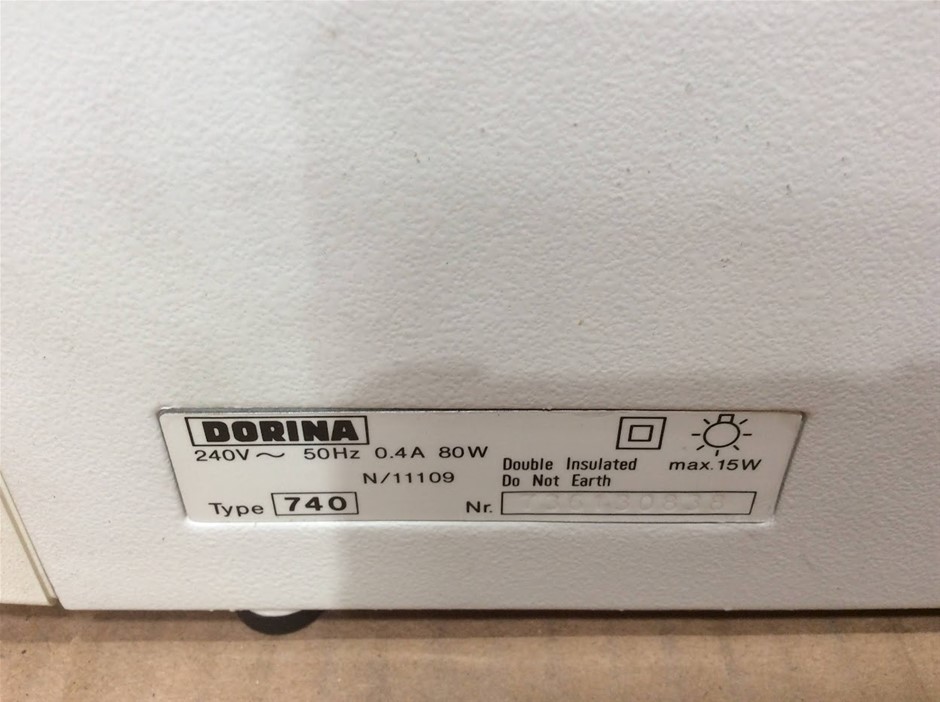 DORINA
240V ~ 50Hz 0.4A 80W
N/11109
Double Insulated
Do Not Earth
max.15W
Type 740
Nr.